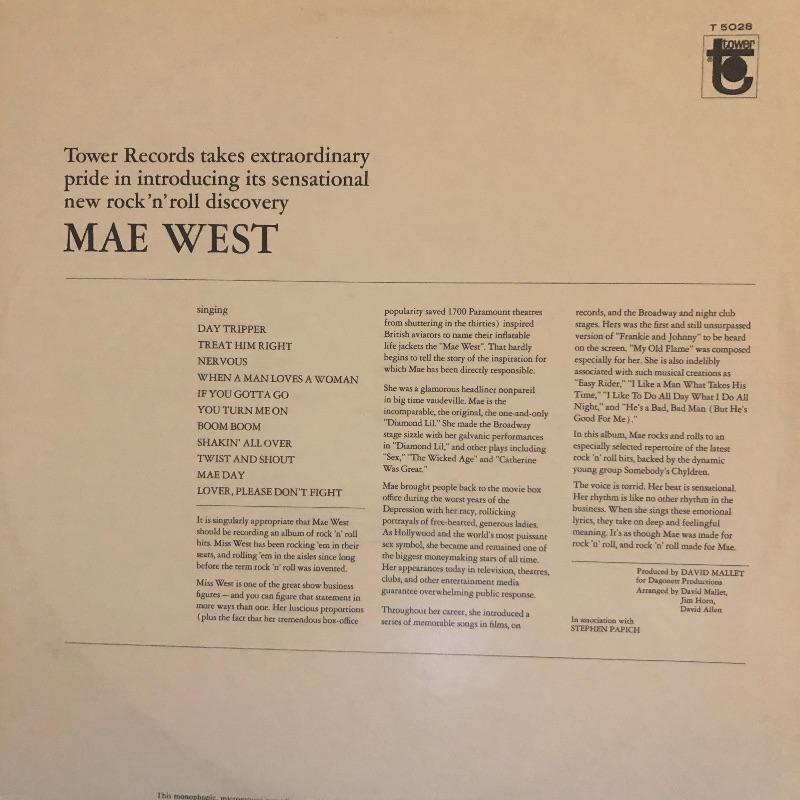 T 5028
tower
t
Tower Records takes extraordinary
pride in introducing its sensational
new rock 'n' roll discovery
MAE WEST
singing
DAY TRIPPER
TREAT HIM RIGHT
NERVOUS
WHEN A MAN LOVES A WOMAN
IF YOU GOTTA GO
YOU TURN ME ON
BOOM BOOM
SHAKIN' ALL OVER
TWIST AND SHOUT
MAE DAY
LOVER, PLEASE DON'T FIGHT
It is singularly appropriate that Mae West
should be recording an album of rock 'n' roll
hits. Miss West has been rocking 'em in their
seats, and rolling 'em in the aisles since long
before the term rock 'n' roll was invented.
Miss West is one of the great show business
figures — and you can figure that statement in
more ways than one. Her luscious proportions
(plus the fact that her tremendous box-office
popularity saved 1700 Paramount theatres
from shuttering in the thirties) inspired
British aviators to name their inflatable
life jackets the "Mae West". That hardly
begins to tell the story of the inspiration for
which Mae has been directly responsible.
She was a glamorous headliner nonpareil
in big time vaudeville. Mae is the
incomparable, the original, the one-and-only
"Diamond Lil." She made the Broadway
stage sizzle with her galvanic performances
in "Diamond Lil," and other plays including
"Sex," "The Wicked Age" and "Catherine
Was Great."
Mae brought people back to the movie box
office during the worst years of the
Depression with her racy, rollicking
portrayals of free-hearted, generous ladies.
As Hollywood and the world's most puissant
sex symbol, she became and remained one of
the biggest moneymaking stars of all time.
Her appearances today in television, theatres,
clubs, and other entertainment media
guarantee overwhelming public response.
Throughout her career, she introduced a
series of memorable songs in films, on
records, and the Broadway and night club
stages. Hers was the first and still unsurpassed
version of "Frankie and Johnny" to be heard
on the screen. "My Old Flame" was composed
especially for her. She is also indelibly
associated with such musical creations as
"Easy Rider," "I Like a Man What Takes His
Time," "I Like To Do All Day What I Do All
Night," and "He's a Bad, Bad Man (But He's
Good For Me)."
In this album, Mae rocks and rolls to an
especially selected repertoire of the latest
rock 'n' roll hits, backed by the dynamic
young group Somebody's Chyldren.
The voice is torrid. Her beat is sensational.
Her rhythm is like no other rhythm in the
business. When she sings these emotional
lyrics, they take on deep and feelingful
meaning. It's as though Mae was made for
rock 'n' roll, and rock 'n' roll made for Mae.
Produced by DAVID MALLET
for Dagonett Productions
Arranged by David Mallet,
Jim Horn,
David Allen
In association with
STEPHEN PAPICH
This monophonic, microgroove